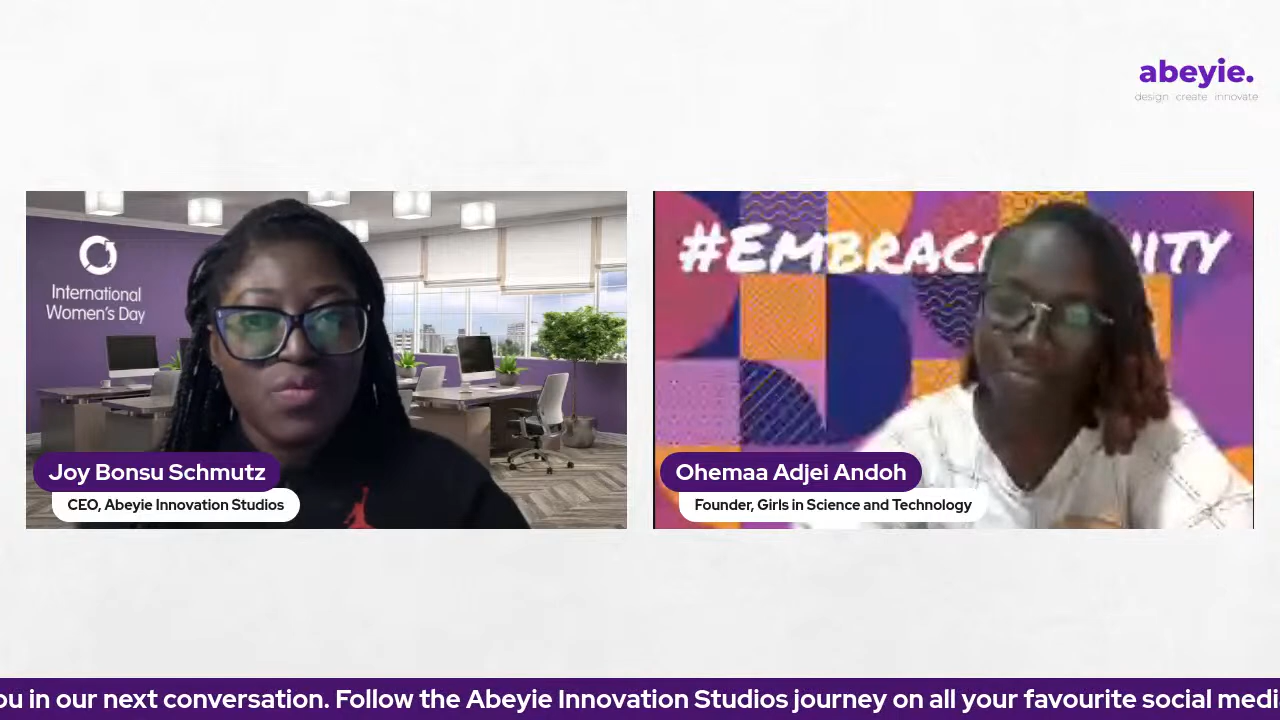 abeyie.
design create innovate
International
Women's Day
#EMBRAC
ITY
Joy Bonsu Schmutz
CEO, Abeyie Innovation Studios
Ohemaa Adjei Andoh
Founder, Girls in Science and Technology
ou in our next conversation. Follow the Abeyie Innovation Studios journey on all your favourite social medi